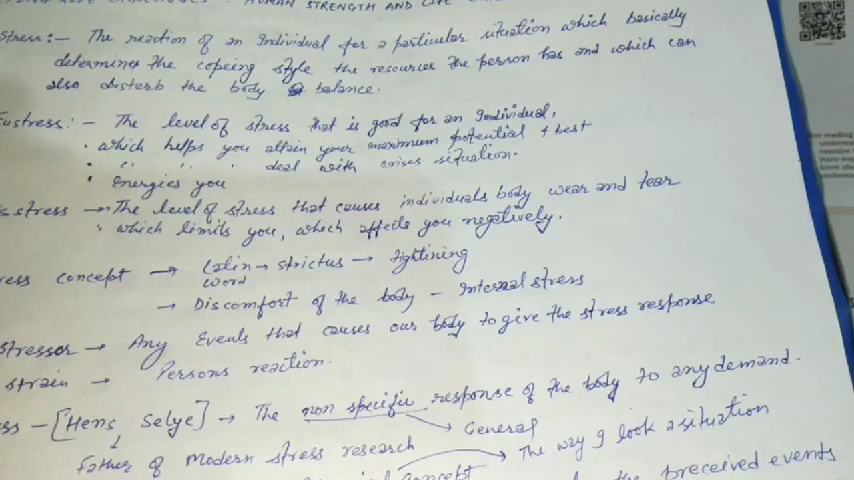 HUMAN STRENGTH AND LIFE
Stress:- The reaction of an Individual for a particular situation which basically
determines the copeing style the resources the person has and which can
also disturb the body balance.
Eustress:- The level of stress that is good for an Individual,
• which helps you attain your maximum potential + best
• " " " deal with crises situation.
• Energies you
stress → The level of stress that causes individuals body wear and tear
• which limits you, which affects you negatively.
ress concept → Latin → strictus → Tightining
word
→ Discomfort of the body - Internal stress
stressor → Any Events that causes our body to give the stress response
strain → Persons reaction.
ss - [Hens Selye] → The non specific response of the body to any demand.
General
Father of Modern stress research
concept → The way I look a situation
the preceived events